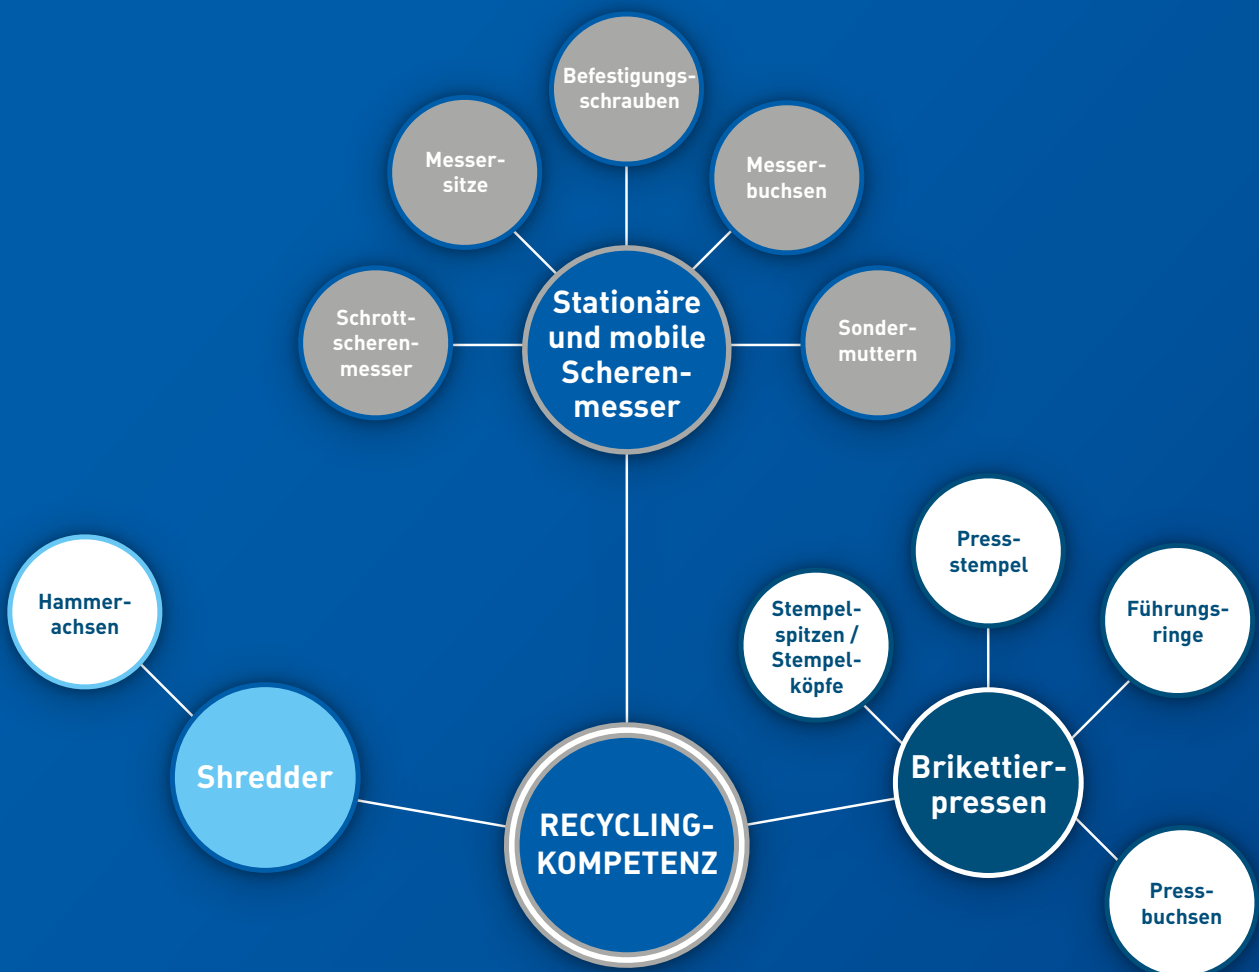 Befestigungs-
schrauben
Messer-
sitze
Messer-
buchsen
Schrott-
scheren-
messer
Stationäre
und mobile
Scheren-
messer
Sonder-
muttern
Hammer-
achsen
Shredder
RECYCLING-
KOMPETENZ
Stempel-
spitzen /
Stempel-
köpfe
Press-
stempel
Führungs-
ringe
Brikettier-
pressen
Press-
buchsen